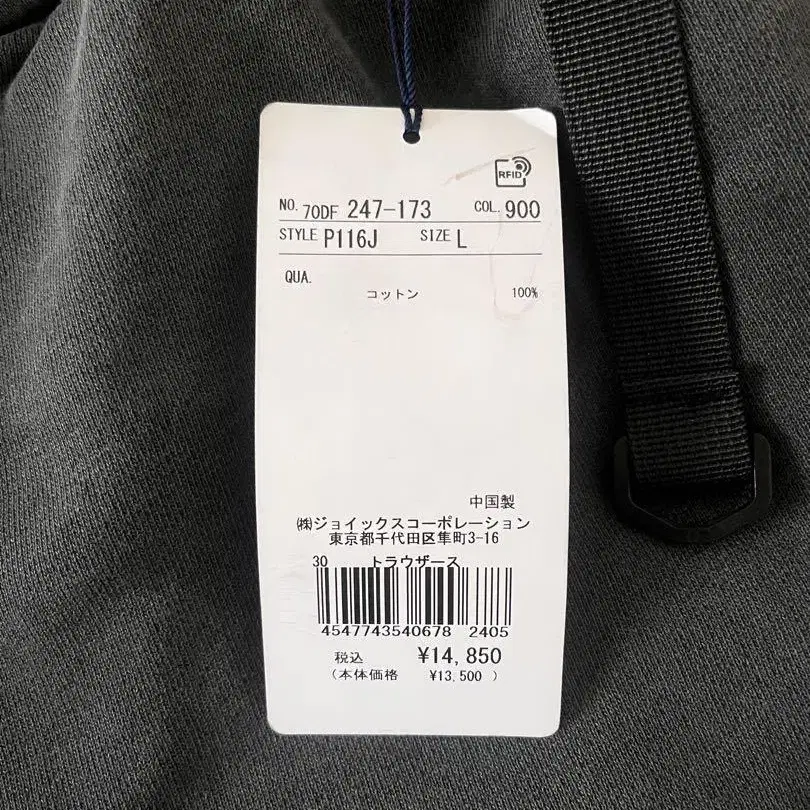 RFID
NO. 70DF 247-173 COL. 900
STYLE P116J SIZE L
QUA.
コットン 100%
中国製
㈱ジョイックスコーポレーション
東京都千代田区隼町3-16
30 トラウザース
4547743540678 2405
税込 ¥14,850
(本体価格 ¥13,500 )